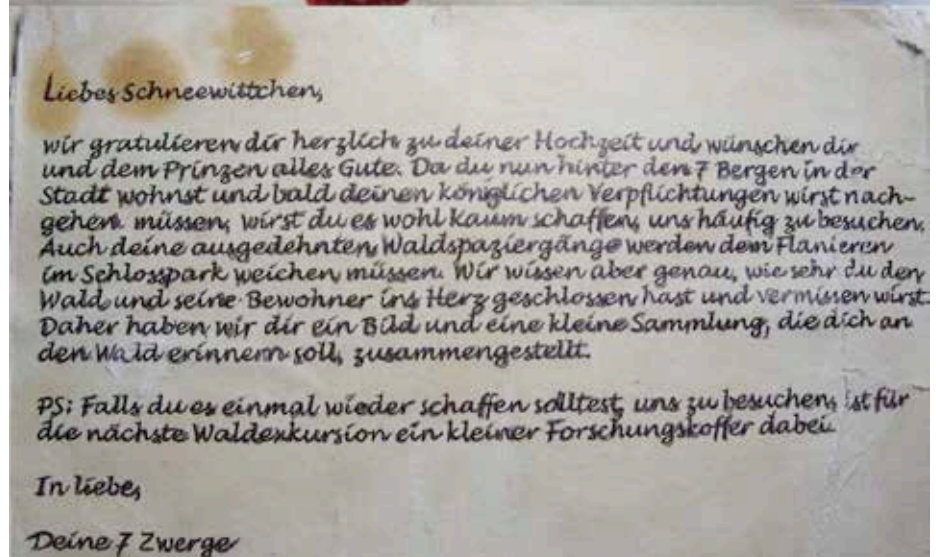 Liebes Schneewittchen,
wir gratulieren dir herzlich zu deiner Hochzeit und wünschen dir
und dem Prinzen alles Gute. Da du nun hinter den 7 Bergen in der
Stadt wohnst und bald deinen königlichen Verpflichtungen wirst nach-
gehen müssen, wirst du es wohl kaum schaffen, uns häufig zu besuchen.
Auch deine ausgedehnten Waldspaziergänge werden dem Flanieren
im Schlosspark weichen müssen. Wir wissen aber genau, wie sehr du den
Wald und seine Bewohner ins Herz geschlossen hast und vermissen wirst.
Daher haben wir dir ein Bild und eine kleine Sammlung, die dich an
den Wald erinnern soll, zusammengestellt.
PS: Falls du es einmal wieder schaffen solltest, uns zu besuchen, ist für
die nächste Waldexkursion ein kleiner Forschungskoffer dabei.
In liebe,
Deine 7 Zwerge